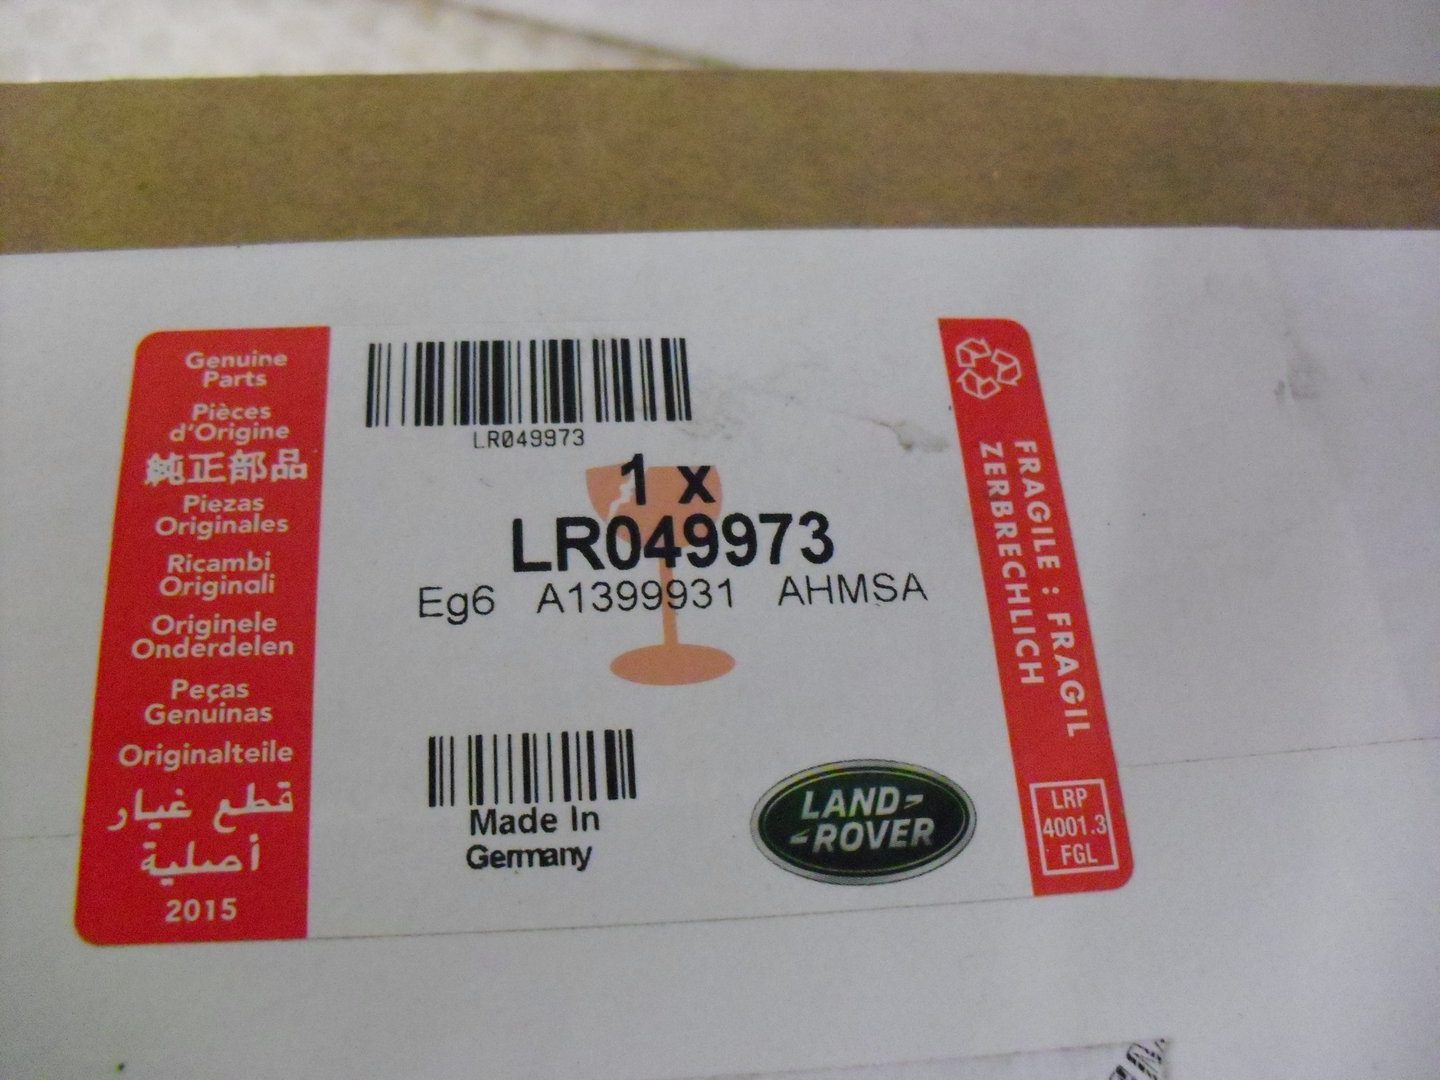 Genuine
Parts
Pièces
d'Origine
純正部品
Piezas
Originales
Ricambi
Originali
Originele
Onderdelen
Peças
Genuinas
Originalteile
قطع غيار
أصلية
2015
LR049973
1 x
LR049973
Eg6 A1399931 AHMSA
Made In
Germany
LAND-
-ROVER
FRAGILE : FRAGIL
ZERBRECHLICH
LRP
4001.3
FGL